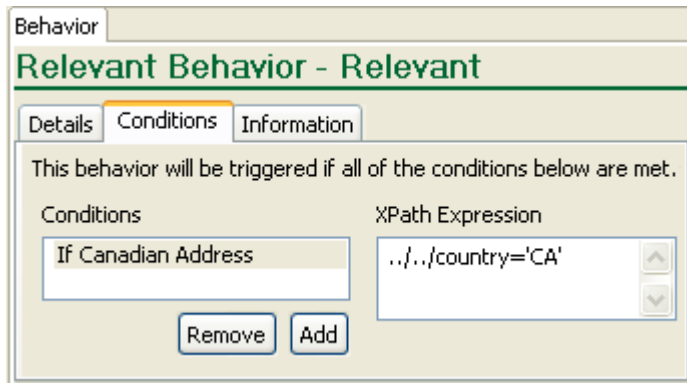 Behavior
Relevant Behavior - Relevant
Details Conditions Information
This behavior will be triggered if all of the conditions below are met.
Conditions XPath Expression
If Canadian Address ../../country='CA'
Remove Add